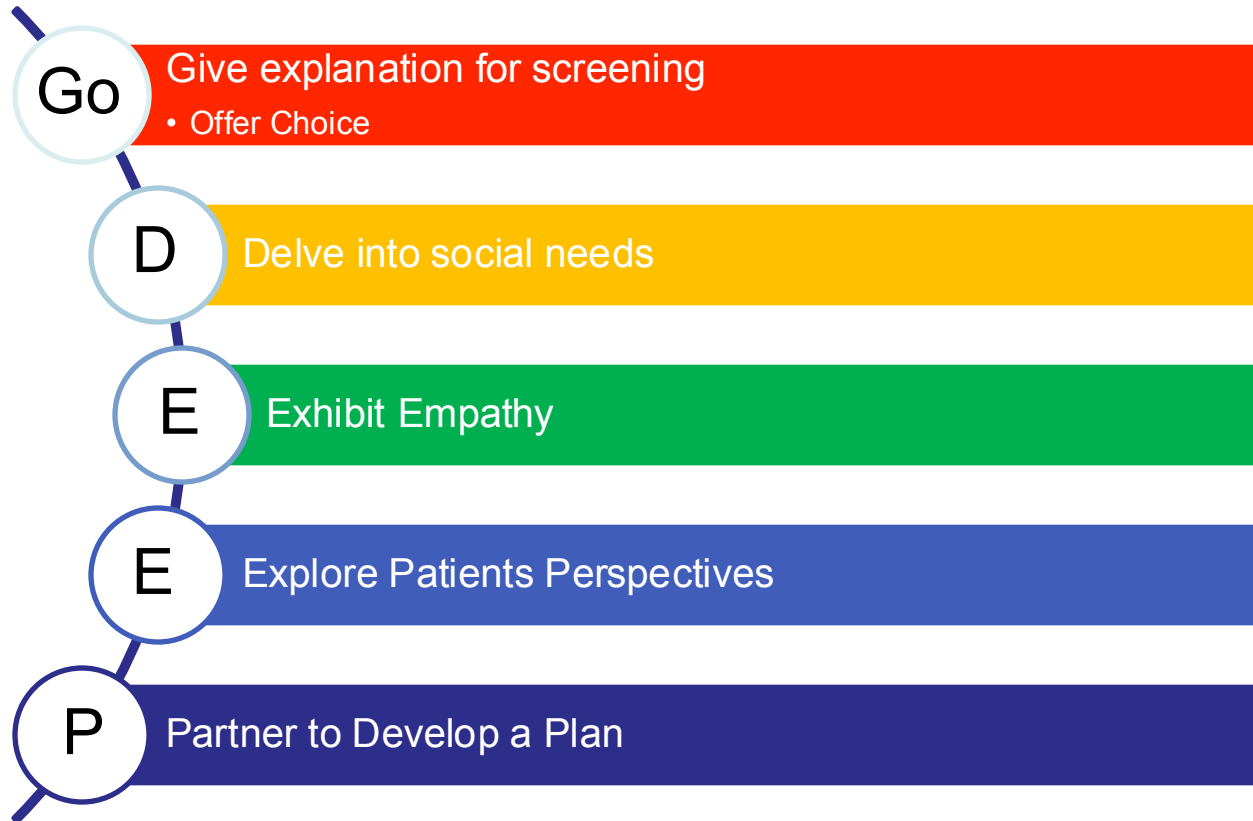 Go
Give explanation for screening
• Offer Choice
D
Delve into social needs
E
Exhibit Empathy
E
Explore Patients Perspectives
P
Partner to Develop a Plan